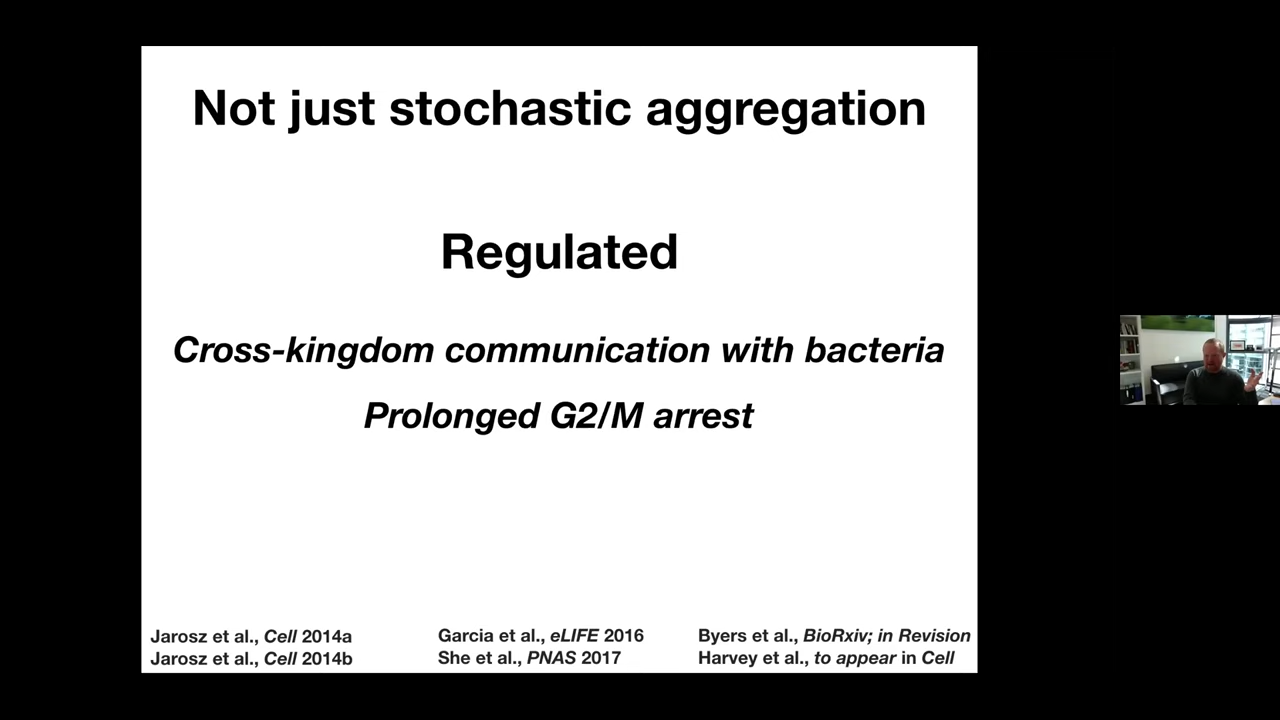 Not just stochastic aggregation
Regulated
Cross-kingdom communication with bacteria
Prolonged G2/M arrest
Jarosz et al., Cell 2014a
Jarosz et al., Cell 2014b
Garcia et al., eLIFE 2016
She et al., PNAS 2017
Byers et al., BioRxiv; in Revision
Harvey et al., to appear in Cell